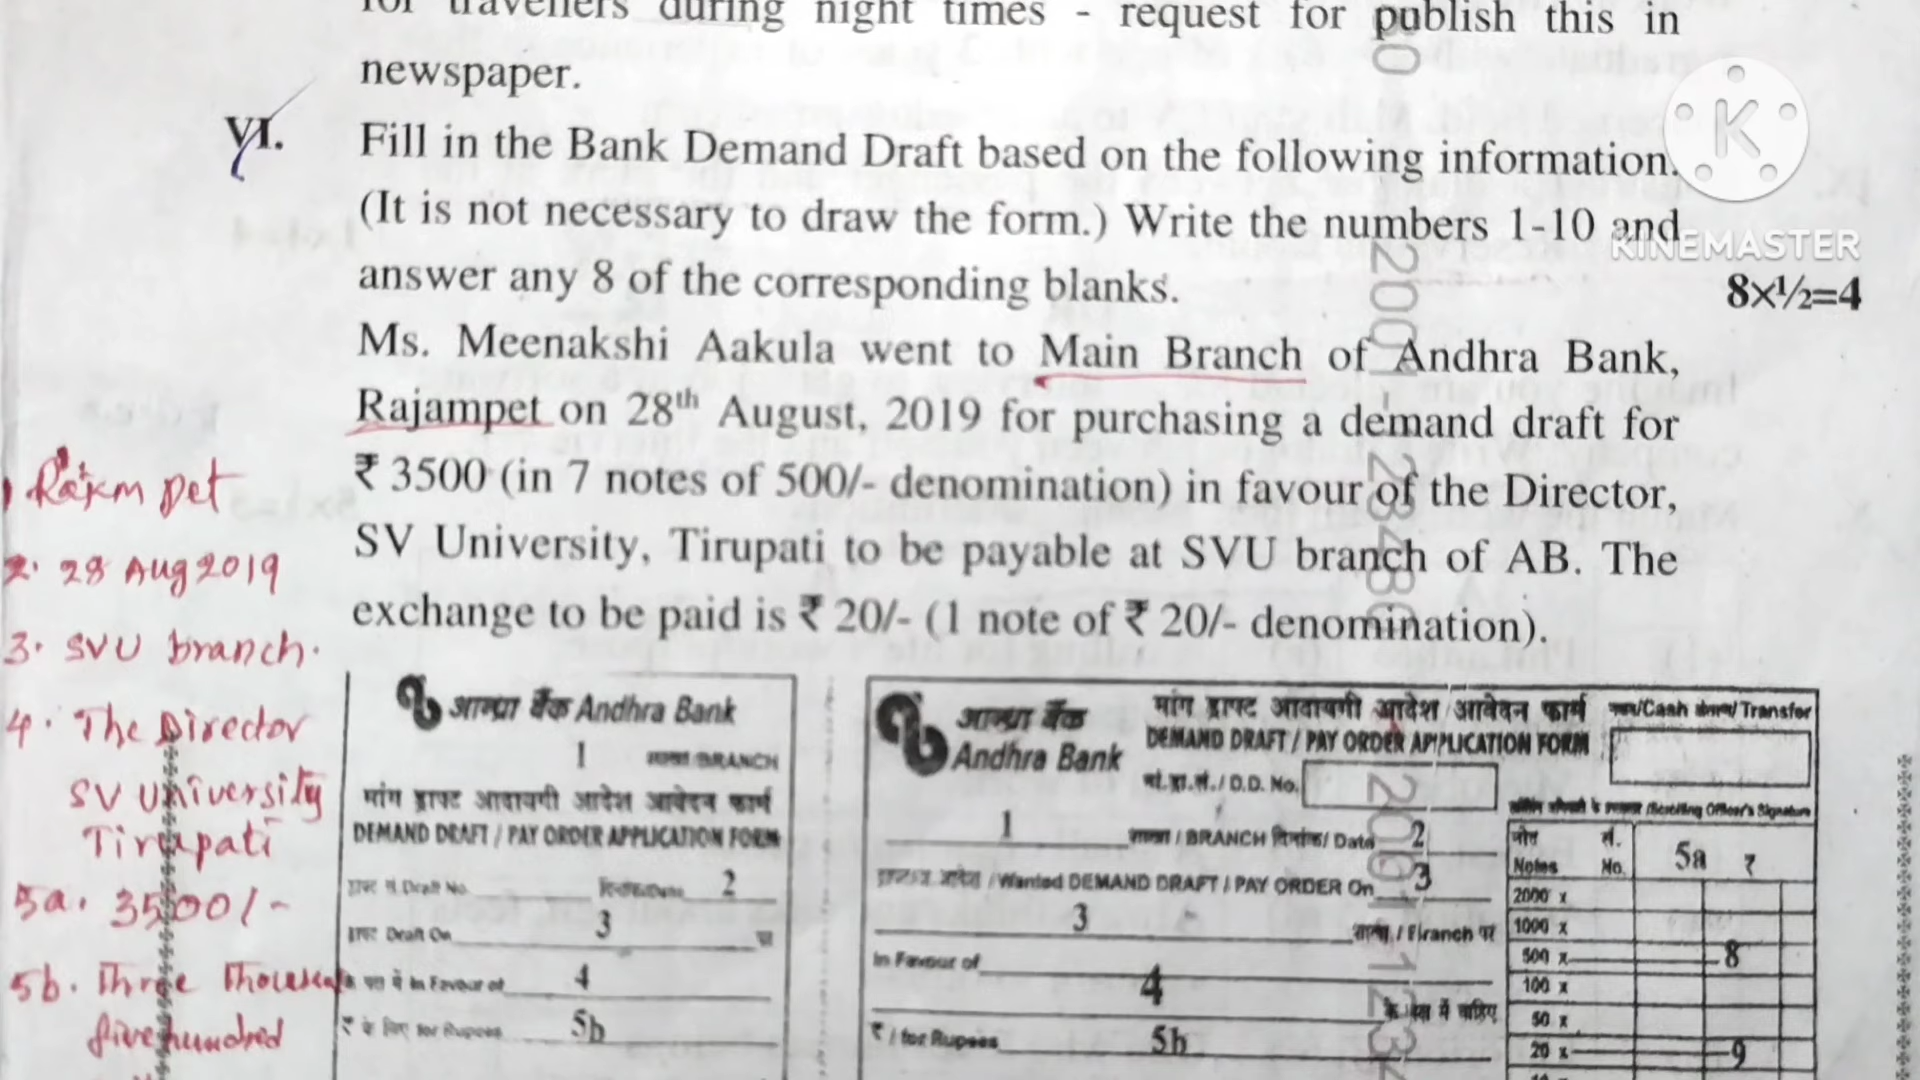 for travellers during night times - request for publish this in
newspaper.
VI. Fill in the Bank Demand Draft based on the following information.
(It is not necessary to draw the form.) Write the numbers 1-10 and
answer any 8 of the corresponding blanks.
8×½=4
Ms. Meenakshi Aakula went to Main Branch of Andhra Bank,
Rajampet on 28th August, 2019 for purchasing a demand draft for
₹ 3500 (in 7 notes of 500/- denomination) in favour of the Director,
SV University, Tirupati to be payable at SVU branch of AB. The
exchange to be paid is ₹ 20/- (1 note of ₹ 20/- denomination).
KINEMASTER
2. 28 Aug 2019
3. SVU branch.
4. The Director
SV University
Tirupati
5a. 3500/-
5b. Three
five hundred
आन्ध्रा बैंक Andhra Bank
1 शाखा BRANCH
मांग ड्राफ्ट आदायगी आदेश आवेदन फार्म
DEMAND DRAFT / PAY ORDER APPLICATION FORM
Draft No. Date 2
Draft On 3
In Favour of 4
₹ के लिए for Rupees 5b
आन्ध्रा बैंक
Andhra Bank
मांग ड्राफ्ट आदायगी आदेश आवेदन फार्म
DEMAND DRAFT / PAY ORDER APPLICATION FORM
/Cash /Transfer
मां.ड्रा.सं./ D.D. No.
1 शाखा / BRANCH दिनांक/ Date 2
/Wanted DEMAND DRAFT / PAY ORDER On 3
3 शाखा / Branch पर
In Favour of
4
के पक्ष में चाहिए
₹ / for Rupees 5b
Officer's Signature
नोट सं. 5a ₹
Notes No.
2000 x
1000 x
500 x 8
100 x
50 x
20 x 9